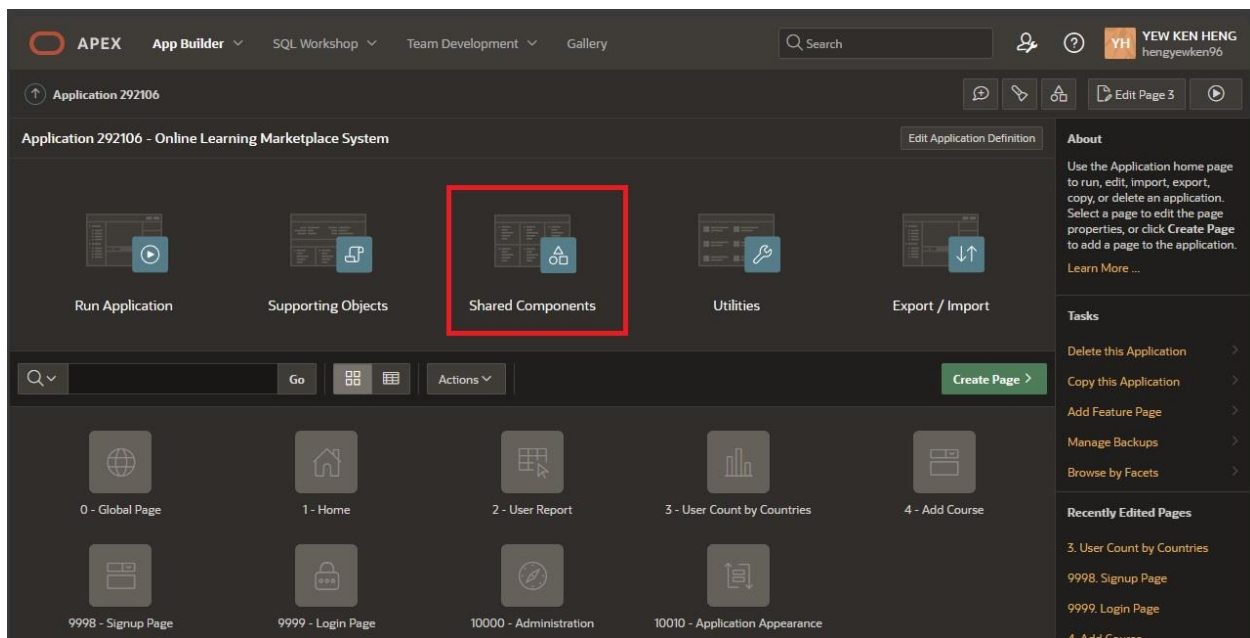 APEX App Builder SQL Workshop Team Development Gallery Search YH YEW KEN HENG
hengyewken96
Application 292106 Edit Page 3
Application 292106 - Online Learning Marketplace System Edit Application Definition
Run Application Supporting Objects Shared Components Utilities Export / Import
Go Actions Create Page
0 - Global Page 1 - Home 2 - User Report 3 - User Count by Countries 4 - Add Course
9998 - Signup Page 9999 - Login Page 10000 - Administration 10010 - Application Appearance
About
Use the Application home page
to run, edit, import, export,
copy, or delete an application.
Select a page to edit the page
properties, or click Create Page
to add a page to the application.
Learn More ...
Tasks
Delete this Application
Copy this Application
Add Feature Page
Manage Backups
Browse by Facets
Recently Edited Pages
3. User Count by Countries
9998. Signup Page
9999. Login Page
4. Add Course